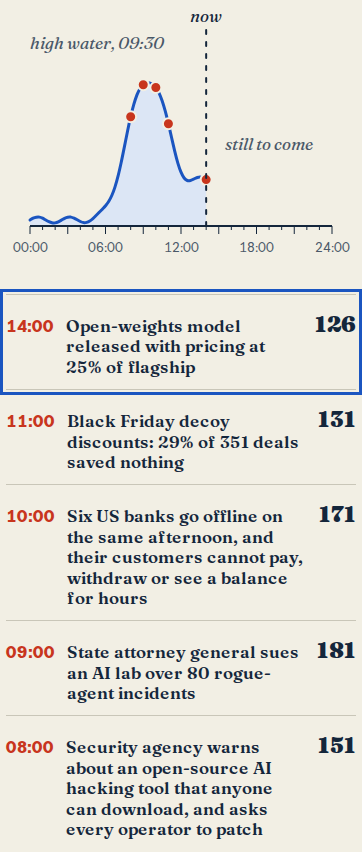 now
high water, 09:30
still to come
00:00 06:00 12:00 18:00 24:00
14:00 Open-weights model 126
released with pricing at
25% of flagship
11:00 Black Friday decoy 131
discounts: 29% of 351 deals
saved nothing
10:00 Six US banks go offline on 171
the same afternoon, and
their customers cannot pay,
withdraw or see a balance
for hours
09:00 State attorney general sues 181
an AI lab over 80 rogue-
agent incidents
08:00 Security agency warns 151
about an open-source AI
hacking tool that anyone
can download, and asks
every operator to patch